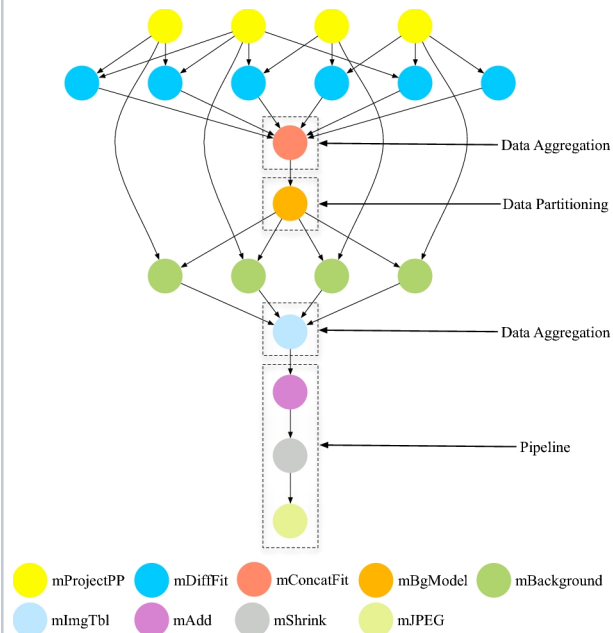 Data Aggregation
Data Partitioning
Data Aggregation
Pipeline
mProjectPP mDiffFit mConcatFit mBgModel mBackground
mImgTbl mAdd mShrink mJPEG